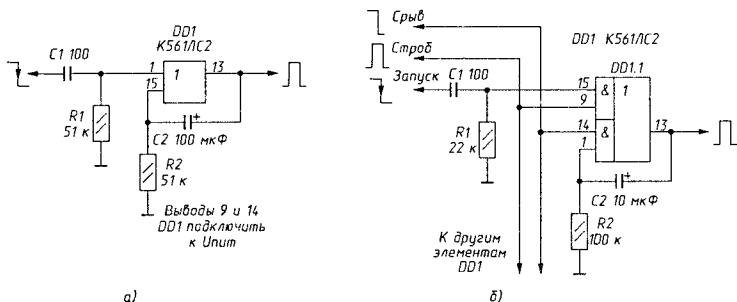 DD1
К561ЛС2
C1 100
1
1
13
15
R1
51 к
C2 100 мкФ
+
R2
51 к
Выводы 9 и 14
DD1 подключить
к Uпит
а)
Срыв
Строб
Запуск
C1 100
DD1 К561ЛС2
DD1.1
15
&
1
9
14
&
13
1
R1
22 к
+
C2 10 мкФ
R2
100 к
К другим
элементам
DD1
б)